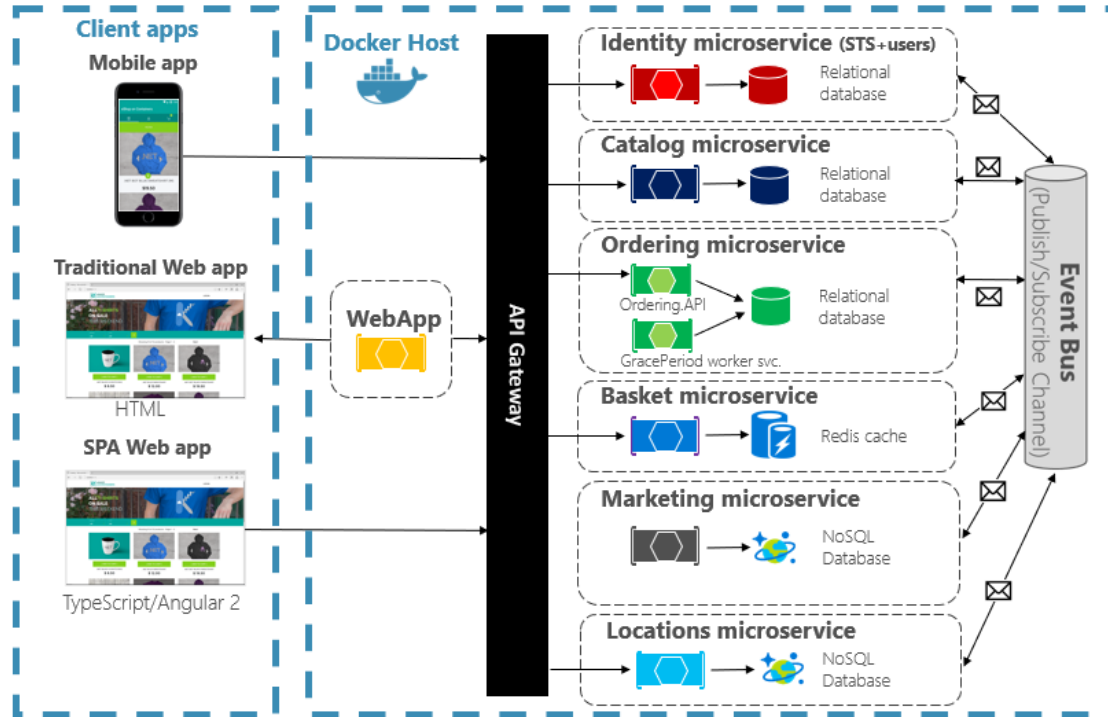 Client apps
Mobile app
Traditional Web app
HTML
SPA Web app
TypeScript/Angular 2
Docker Host
WebApp
API Gateway
Identity microservice (STS+users)
Relational
database
Catalog microservice
Relational
database
Ordering microservice
Ordering.API
GracePeriod worker svc.
Relational
database
Basket microservice
Redis cache
Marketing microservice
NoSQL
Database
Locations microservice
NoSQL
Database
Event Bus
(Publish/Subscribe Channel)